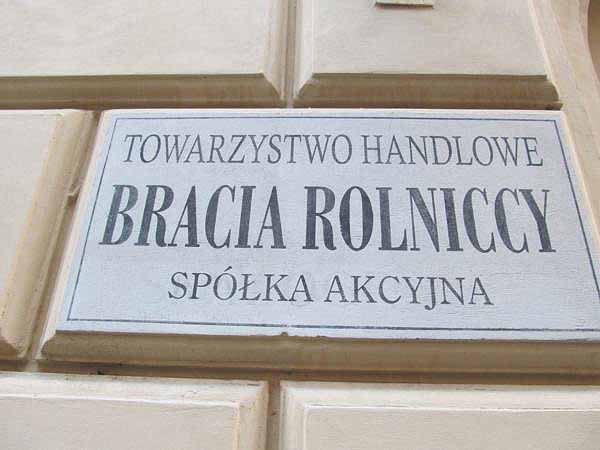 TOWARZYSTWO HANDLOWE
BRACIA ROLNICCY
SPÓŁKA AKCYJNA